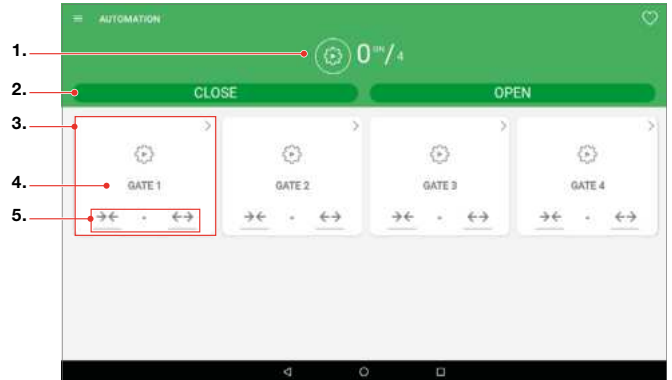 AUTOMATION
1. 0 ON/4
2. CLOSE OPEN
3.
4. GATE 1 GATE 2 GATE 3 GATE 4
5. - - - -